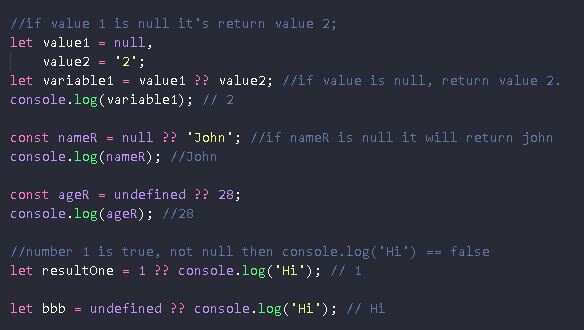 //if value 1 is null it's return value 2;
let value1 = null,
    value2 = '2';
let variable1 = value1 ?? value2; //if value is null, return value 2.
console.log(variable1); // 2

const nameR = null ?? 'John'; //if nameR is null it will return john
console.log(nameR); //John

const ageR = undefined ?? 28;
console.log(ageR); //28

//number 1 is true, not null then console.log('Hi') == false
let resultOne = 1 ?? console.log('Hi'); // 1

let bbb = undefined ?? console.log('Hi'); // Hi